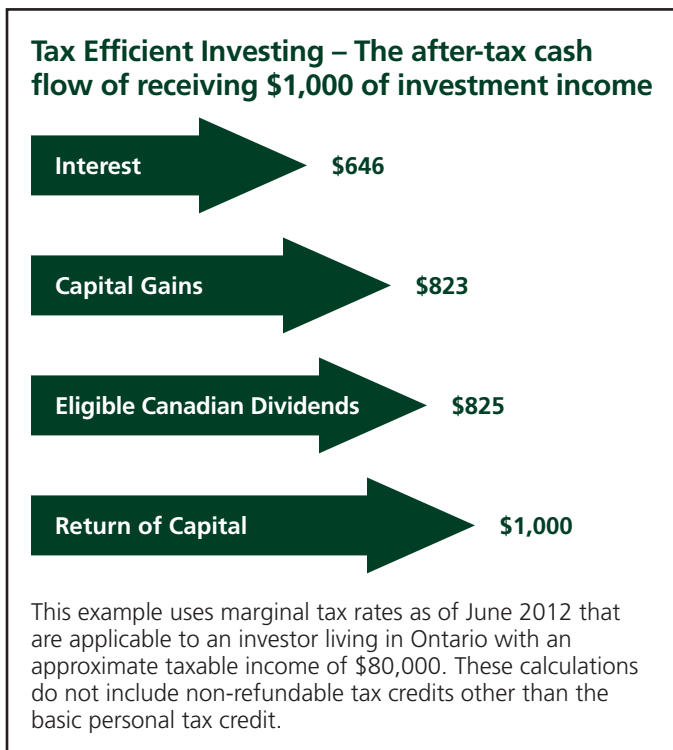 Tax Efficient Investing – The after-tax cash
flow of receiving $1,000 of investment income
Interest $646
Capital Gains $823
Eligible Canadian Dividends $825
Return of Capital $1,000
This example uses marginal tax rates as of June 2012 that
are applicable to an investor living in Ontario with an
approximate taxable income of $80,000. These calculations
do not include non-refundable tax credits other than the
basic personal tax credit.